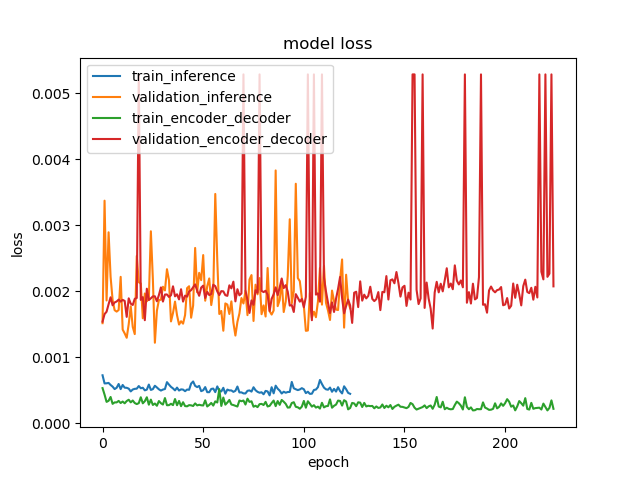 model loss
train_inference
validation_inference
train_encoder_decoder
validation_encoder_decoder
0.005
0.004
0.003
0.002
0.001
0.000
loss
0 50 100 150 200
epoch